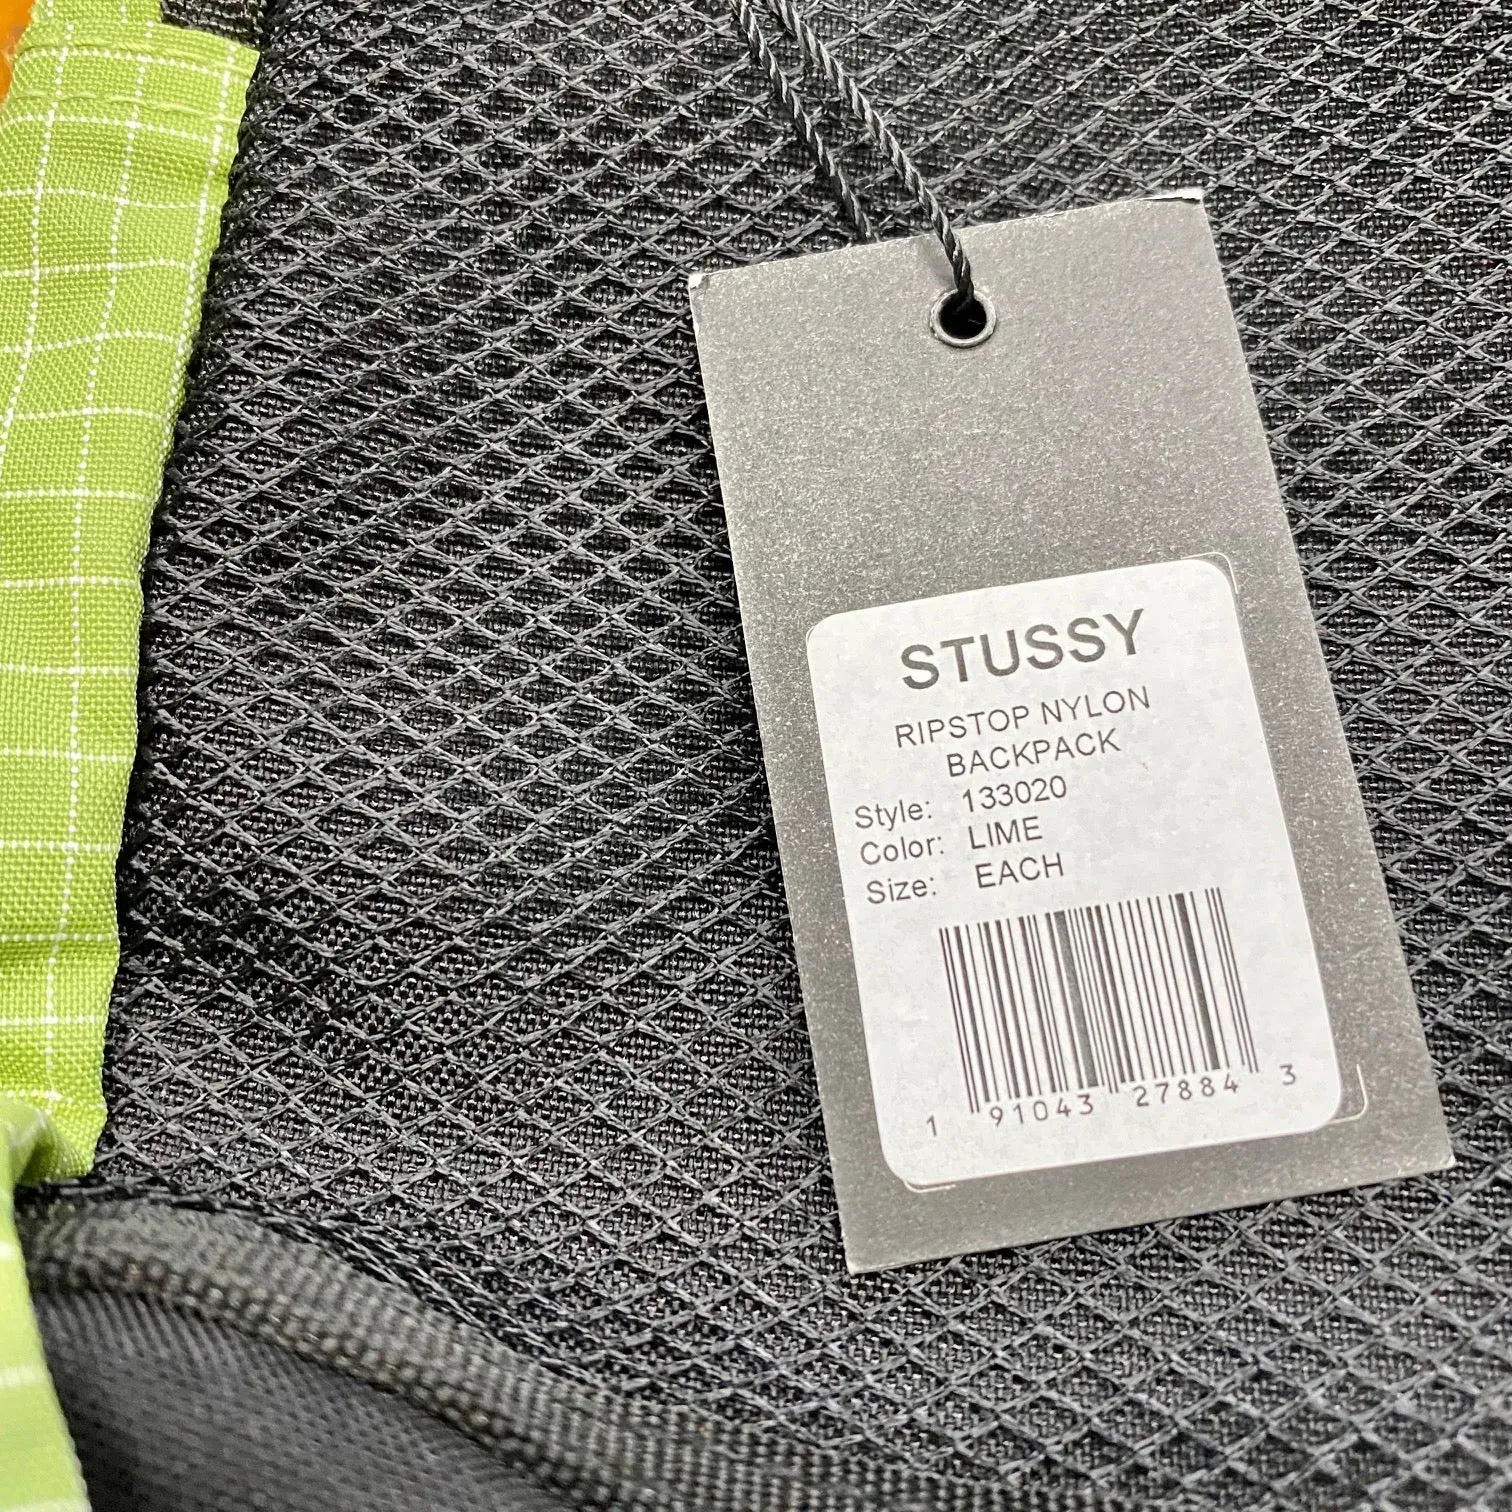 STUSSY
RIPSTOP NYLON
BACKPACK
Style: 133020
Color: LIME
Size: EACH
1 91043 27884 3